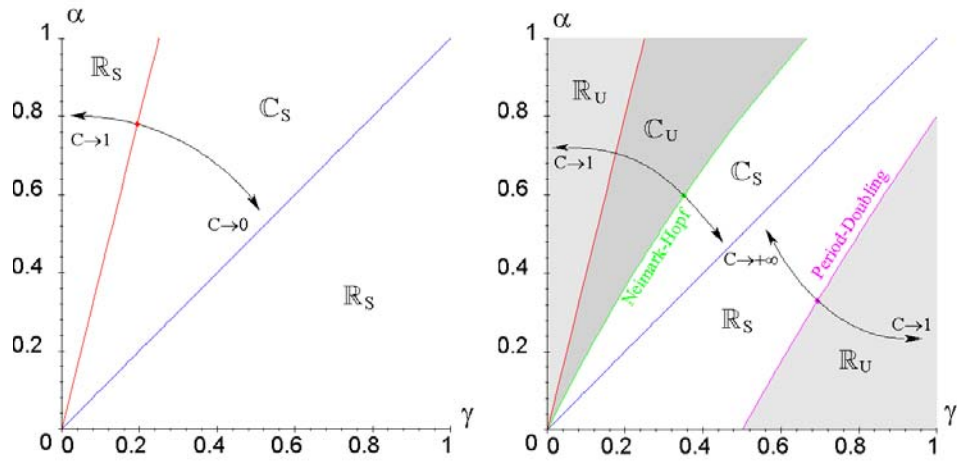 α
1
0.8
0.6
0.4
0.2
0
0
0.2
0.4
0.6
0.8
1
γ
ℝS
C→1
ℂS
C→0
ℝS
α
1
0.8
0.6
0.4
0.2
0
0
0.2
0.4
0.6
0.8
1
γ
ℝU
C→1
ℂU
ℂS
Neimark-Hopf
C→+∞
ℝS
Period-Doubling
C→1
ℝU